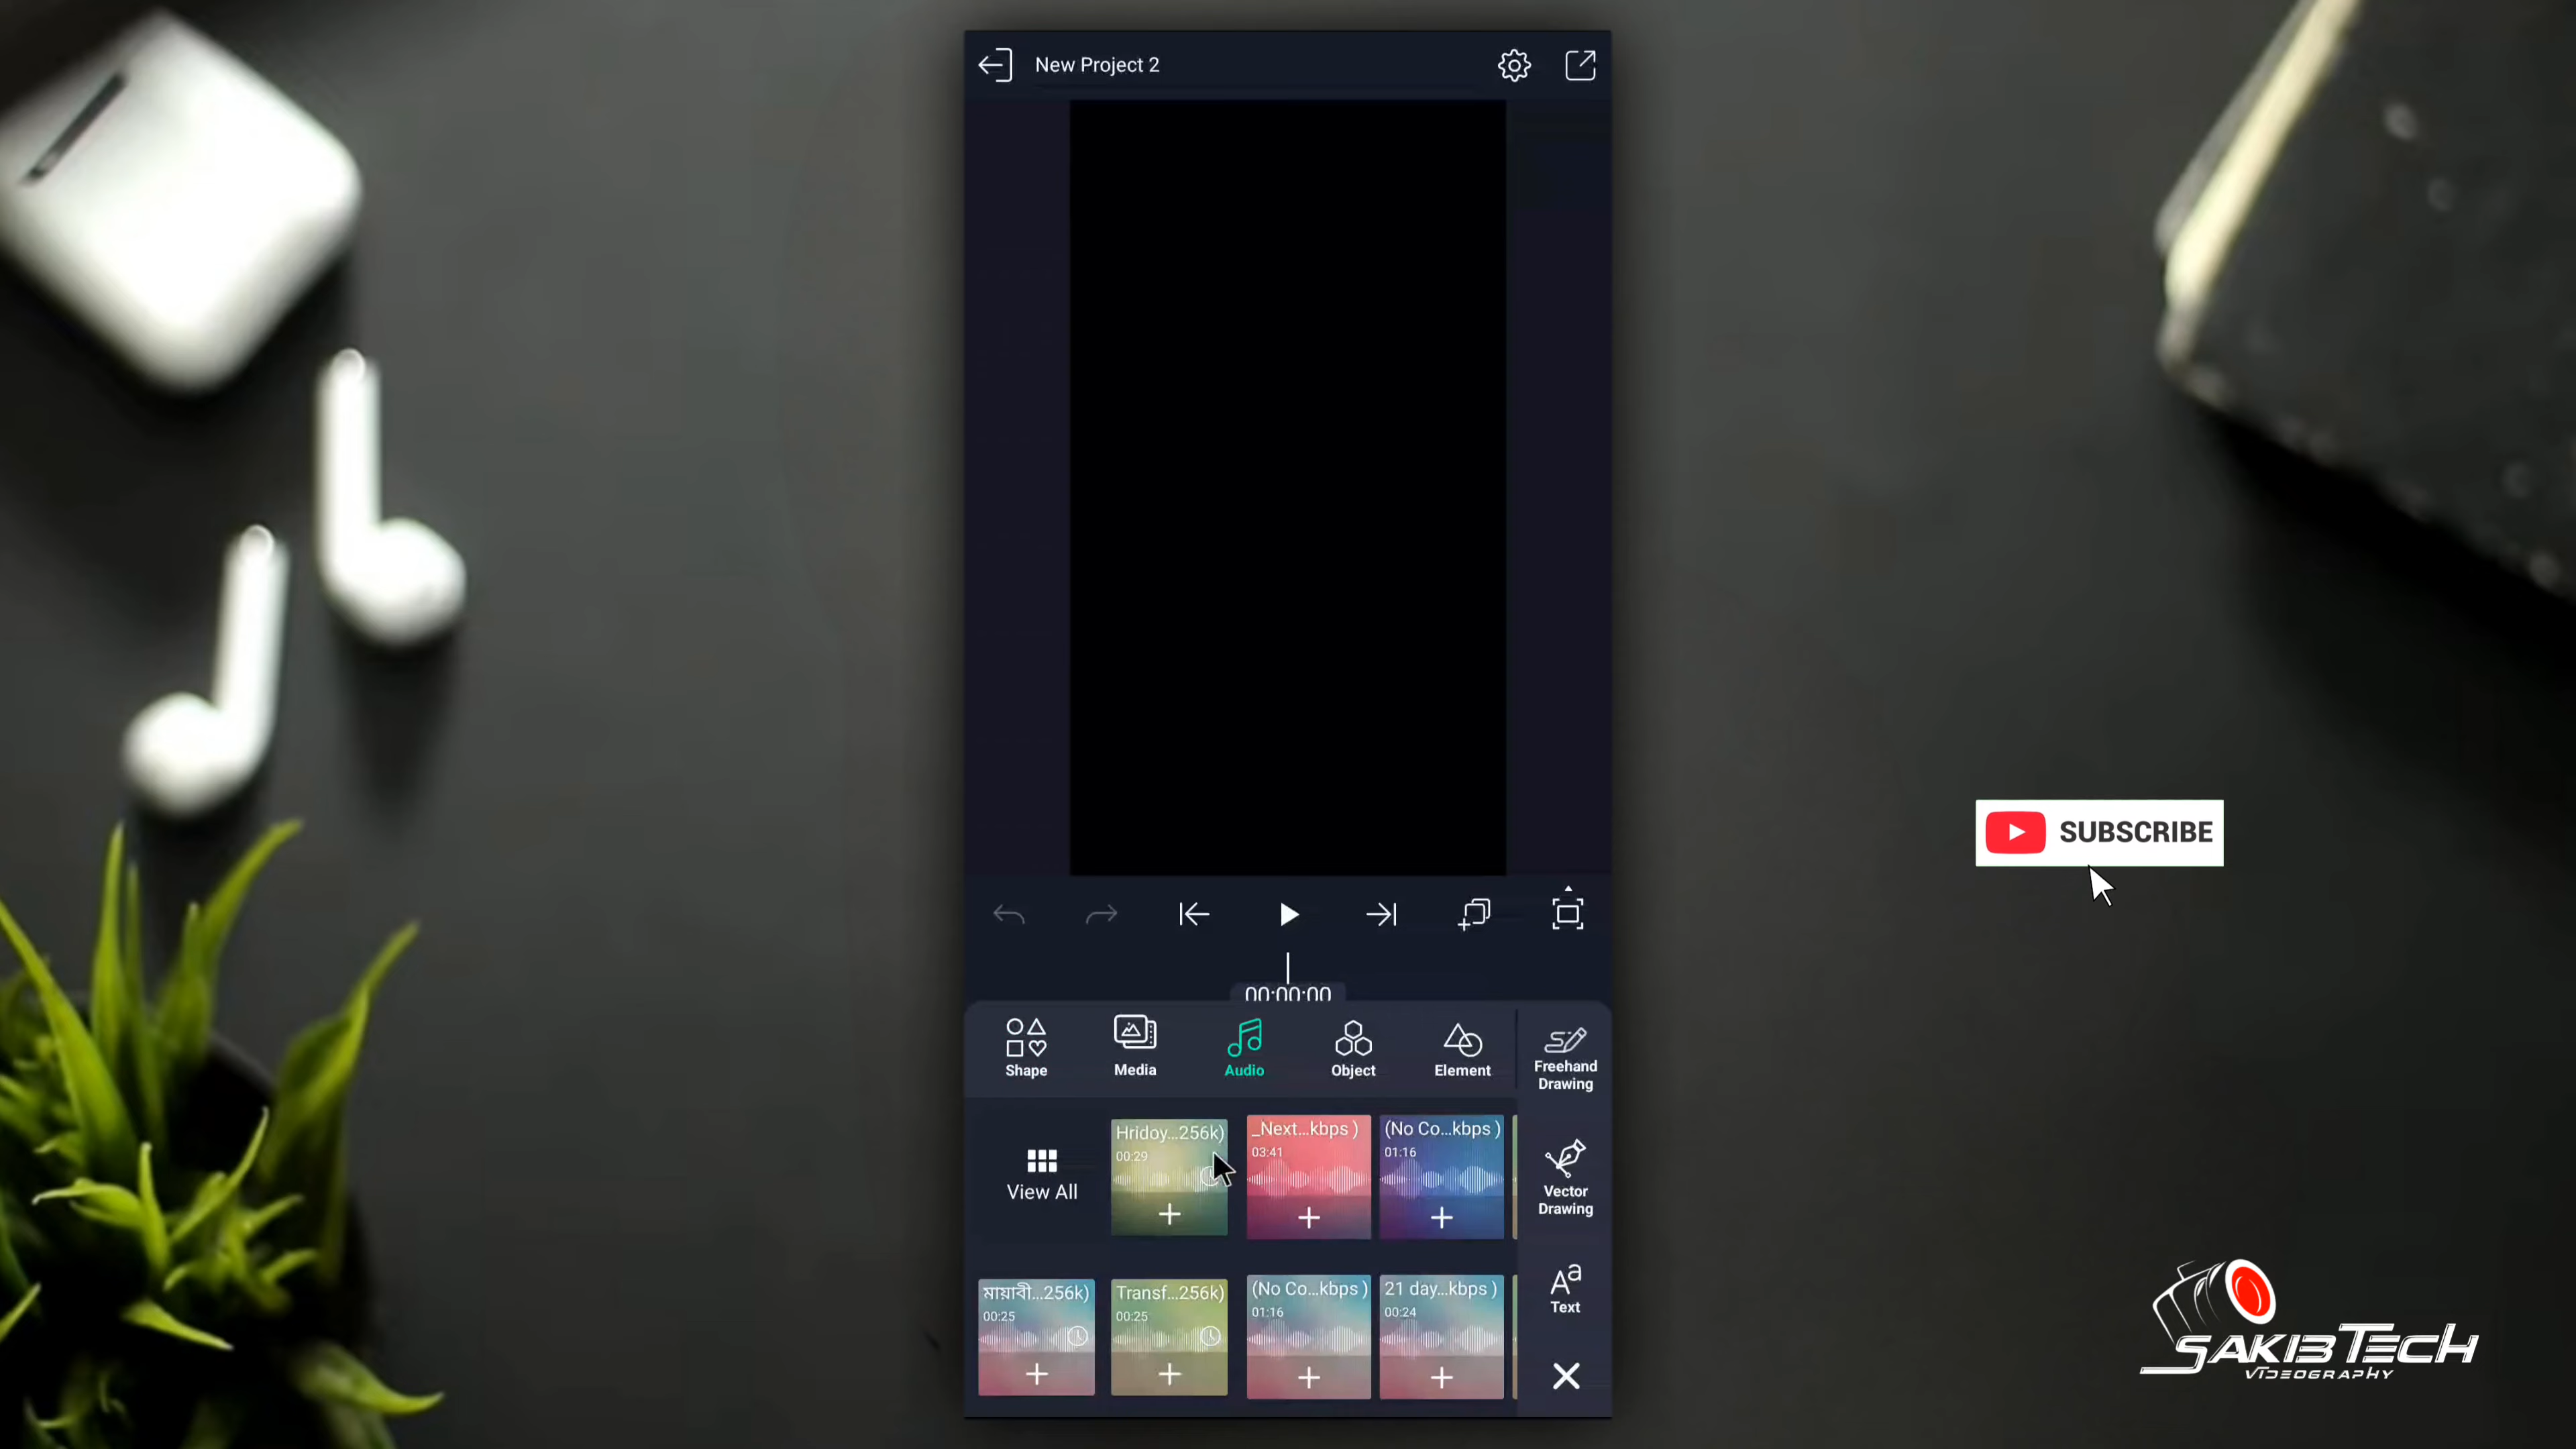 New Project 2
00:00:00
Shape
Media
Audio
Object
Element
Freehand
Drawing
View All
Hridoy...256k)
00:29
_Next...kbps )
03:41
(No Co...kbps )
01:16
Vector
Drawing
মায়াবী...256k)
00:25
Transf...256k)
00:25
(No Co...kbps )
01:16
21 day...kbps )
00:24
Aa
Text
SUBSCRIBE
SAKIB TECH
VIDEOGRAPHY